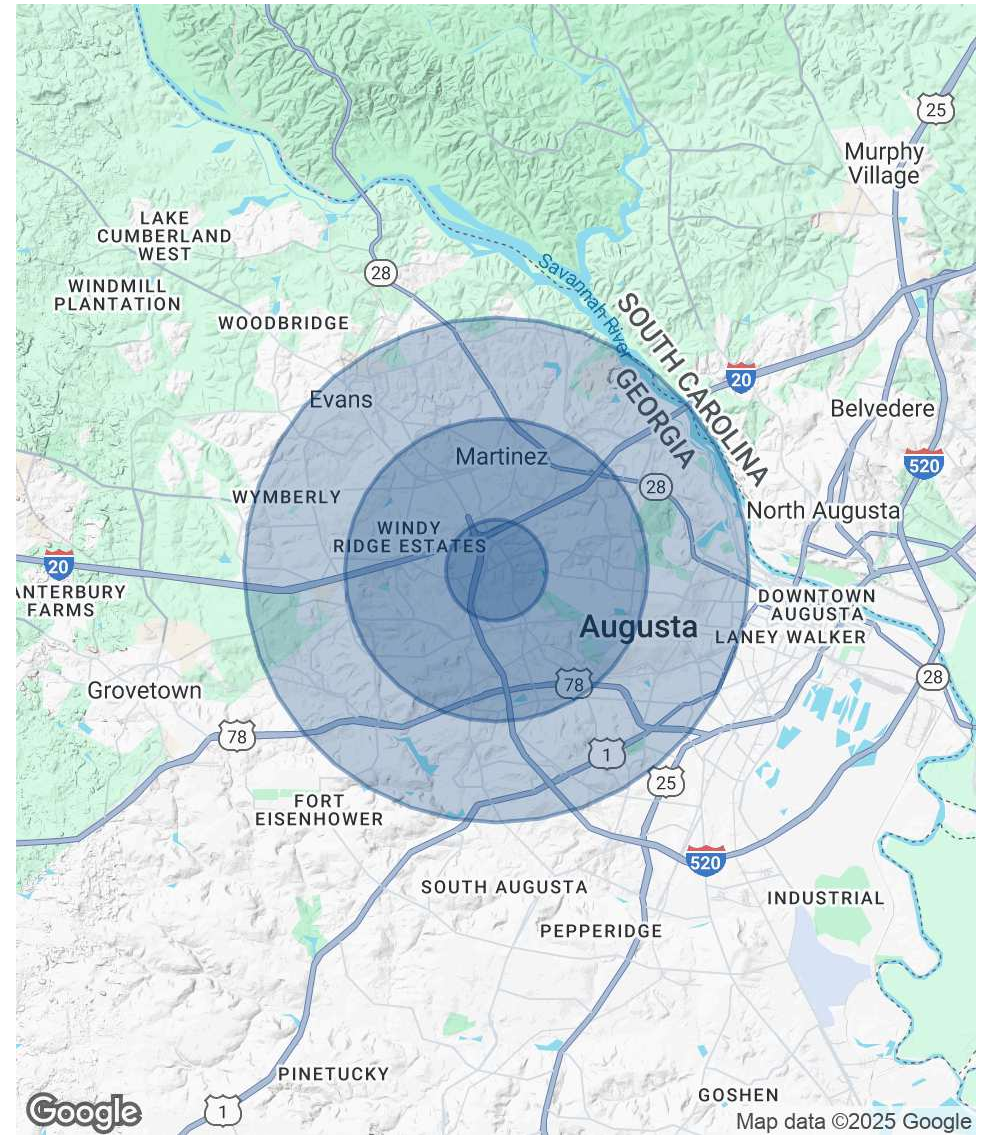 25
Murphy
Village
LAKE
CUMBERLAND
WEST
28
Savannah River
WINDMILL
PLANTATION
WOODBRIDGE
SOUTH CAROLINA
GEORGIA
20
Evans
Belvedere
Martinez
520
28
WYMBERLY
North Augusta
WINDY
RIDGE ESTATES
20
ANTERBURY
FARMS
DOWNTOWN
AUGUSTA
Augusta
LANEY WALKER
28
Grovetown
78
78
1
25
FORT
EISENHOWER
520
SOUTH AUGUSTA
INDUSTRIAL
PEPPERIDGE
PINETUCKY
GOSHEN
Google
1
Map data ©2025 Google